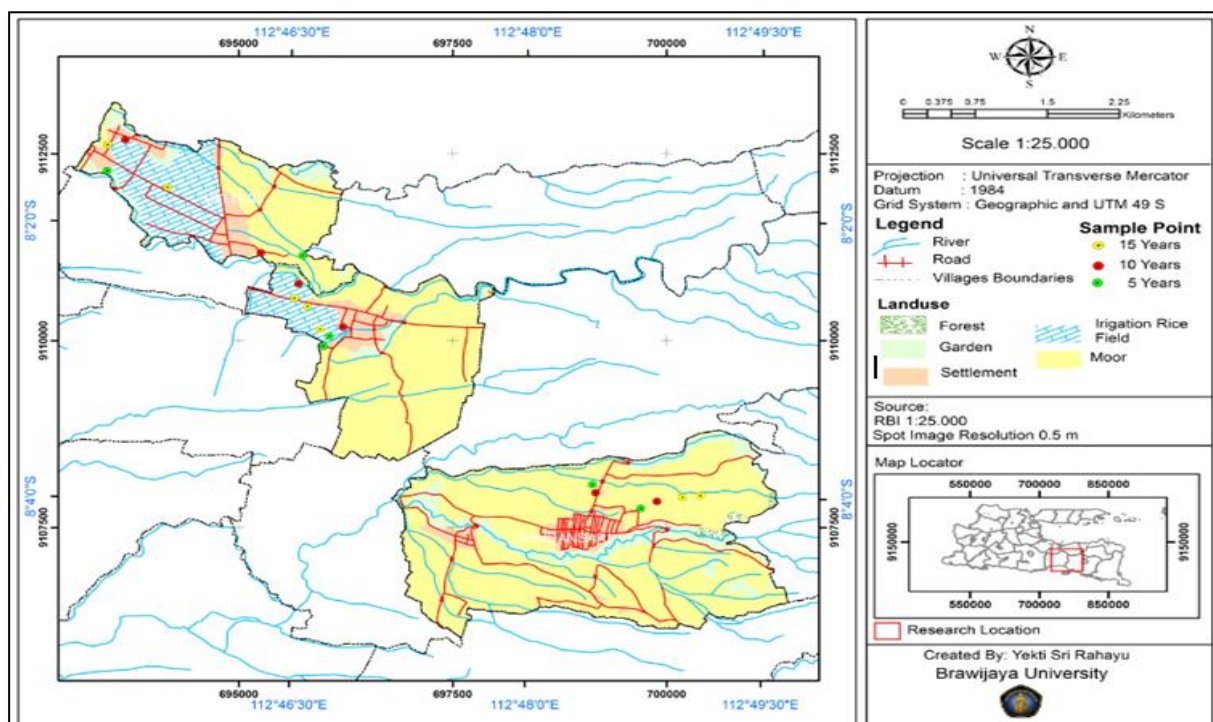 112°46'30"E 112°48'0"E 112°49'30"E
695000 697500 700000
9112500
8°2'0"S
8°2'0"S
9110000
9110000
8°4'0"S
8°4'0"S
9107500
9107500
695000 697500 700000
112°46'30"E 112°48'0"E 112°49'30"E
N
W E
S
0 0.375 0.75 1.5 2.25
Kilometers
Scale 1:25.000
Projection : Universal Transverse Mercator
Datum : 1984
Grid System : Geographic and UTM 49 S
Legend
River
Road
Villages Boundaries
Sample Point
15 Years
10 Years
5 Years
Landuse
Forest
Garden
Settlement
Irigation Rice
Field
Moor
Source:
RBI 1:25.000
Spot Image Resolution 0.5 m
Map Locator
550000 700000 850000
9150000
9150000
550000 700000 850000
Research Location
Created By: Yekti Sri Rahayu
Brawijaya University